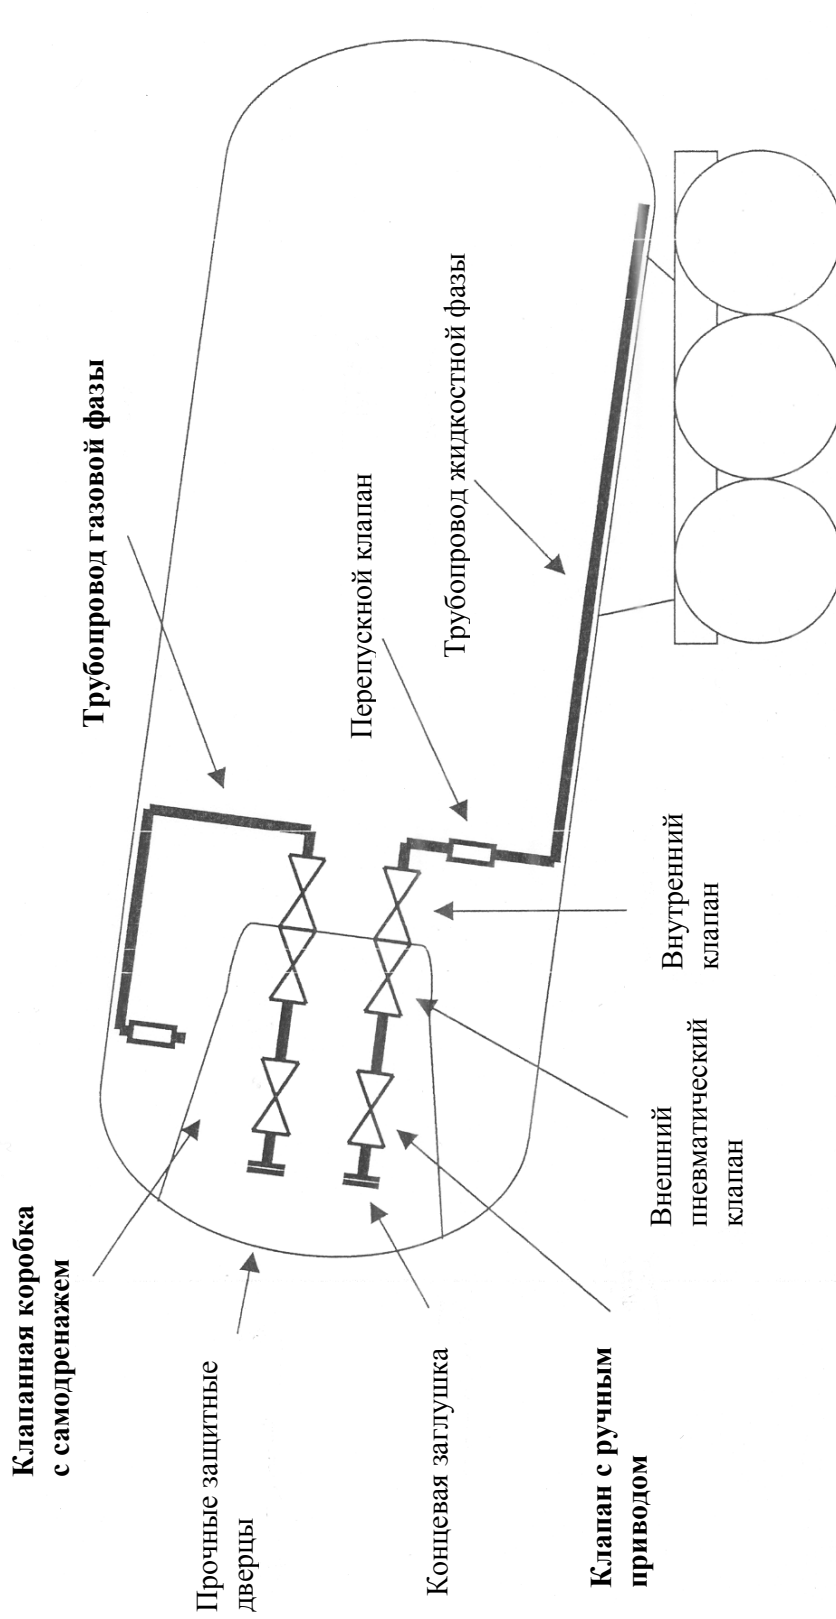 Клапанная коробка
с самодренажем
Трубопровод газовой фазы
Прочные защитные
дверцы
Перепускной клапан
Концевая заглушка
Трубопровод жидкостной фазы
Клапан с ручным
приводом
Внешний
пневматический
клапан
Внутренний
клапан